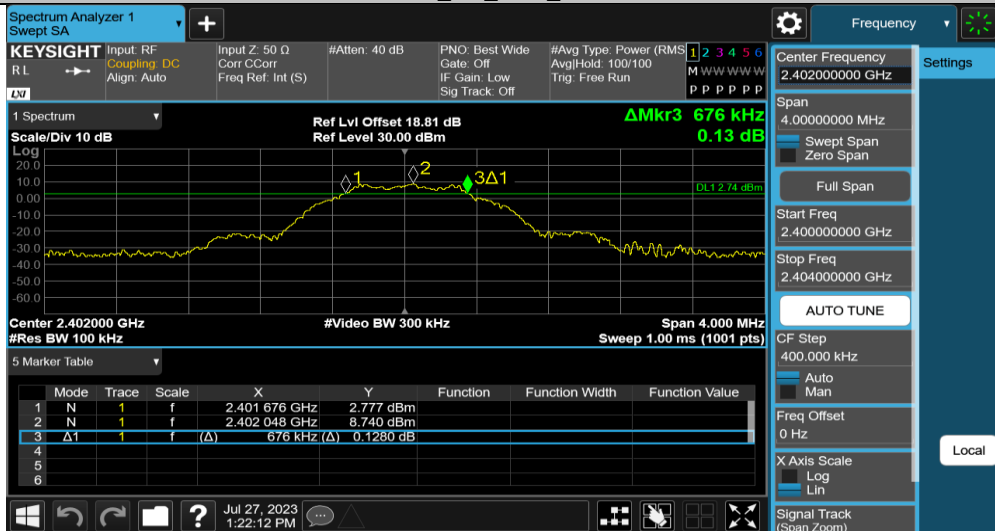 Spectrum Analyzer 1
Swept SA
+
Frequency
KEYSIGHT
R L
LXI
Input: RF
Coupling: DC
Align: Auto
Input Z: 50 Ω
Corr CCorr
Freq Ref: Int (S)
#Atten: 40 dB
PNO: Best Wide
Gate: Off
IF Gain: Low
Sig Track: Off
#Avg Type: Power (RMS
Avg|Hold: 100/100
Trig: Free Run
1 2 3 4 5 6
M W W W W W
P P P P P P
Center Frequency
2.402000000 GHz
Settings
Span
4.00000000 MHz
Swept Span
Zero Span
Full Span
Start Freq
2.400000000 GHz
Stop Freq
2.404000000 GHz
AUTO TUNE
CF Step
400.000 kHz
Auto
Man
Freq Offset
0 Hz
X Axis Scale
Log
Lin
Local
Signal Track
(Span Zoom)
1 Spectrum
Scale/Div 10 dB
Log
Ref Lvl Offset 18.81 dB
Ref Level 30.00 dBm
ΔMkr3 676 kHz
0.13 dB
20.0
10.0
0.00
-10.0
-20.0
-30.0
-40.0
-50.0
-60.0
1
2
3Δ1
DL1 2.74 dBm
Center 2.402000 GHz
#Video BW 300 kHz
Span 4.000 MHz
#Res BW 100 kHz
Sweep 1.00 ms (1001 pts)
5 Marker Table
Mode Trace Scale X Y Function Function Width Function Value
1 N 1 f 2.401 676 GHz 2.777 dBm
2 N 1 f 2.402 048 GHz 8.740 dBm
3 Δ1 1 f (Δ) 676 kHz (Δ) 0.1280 dB
4
5
6
?
Jul 27, 2023
1:22:12 PM